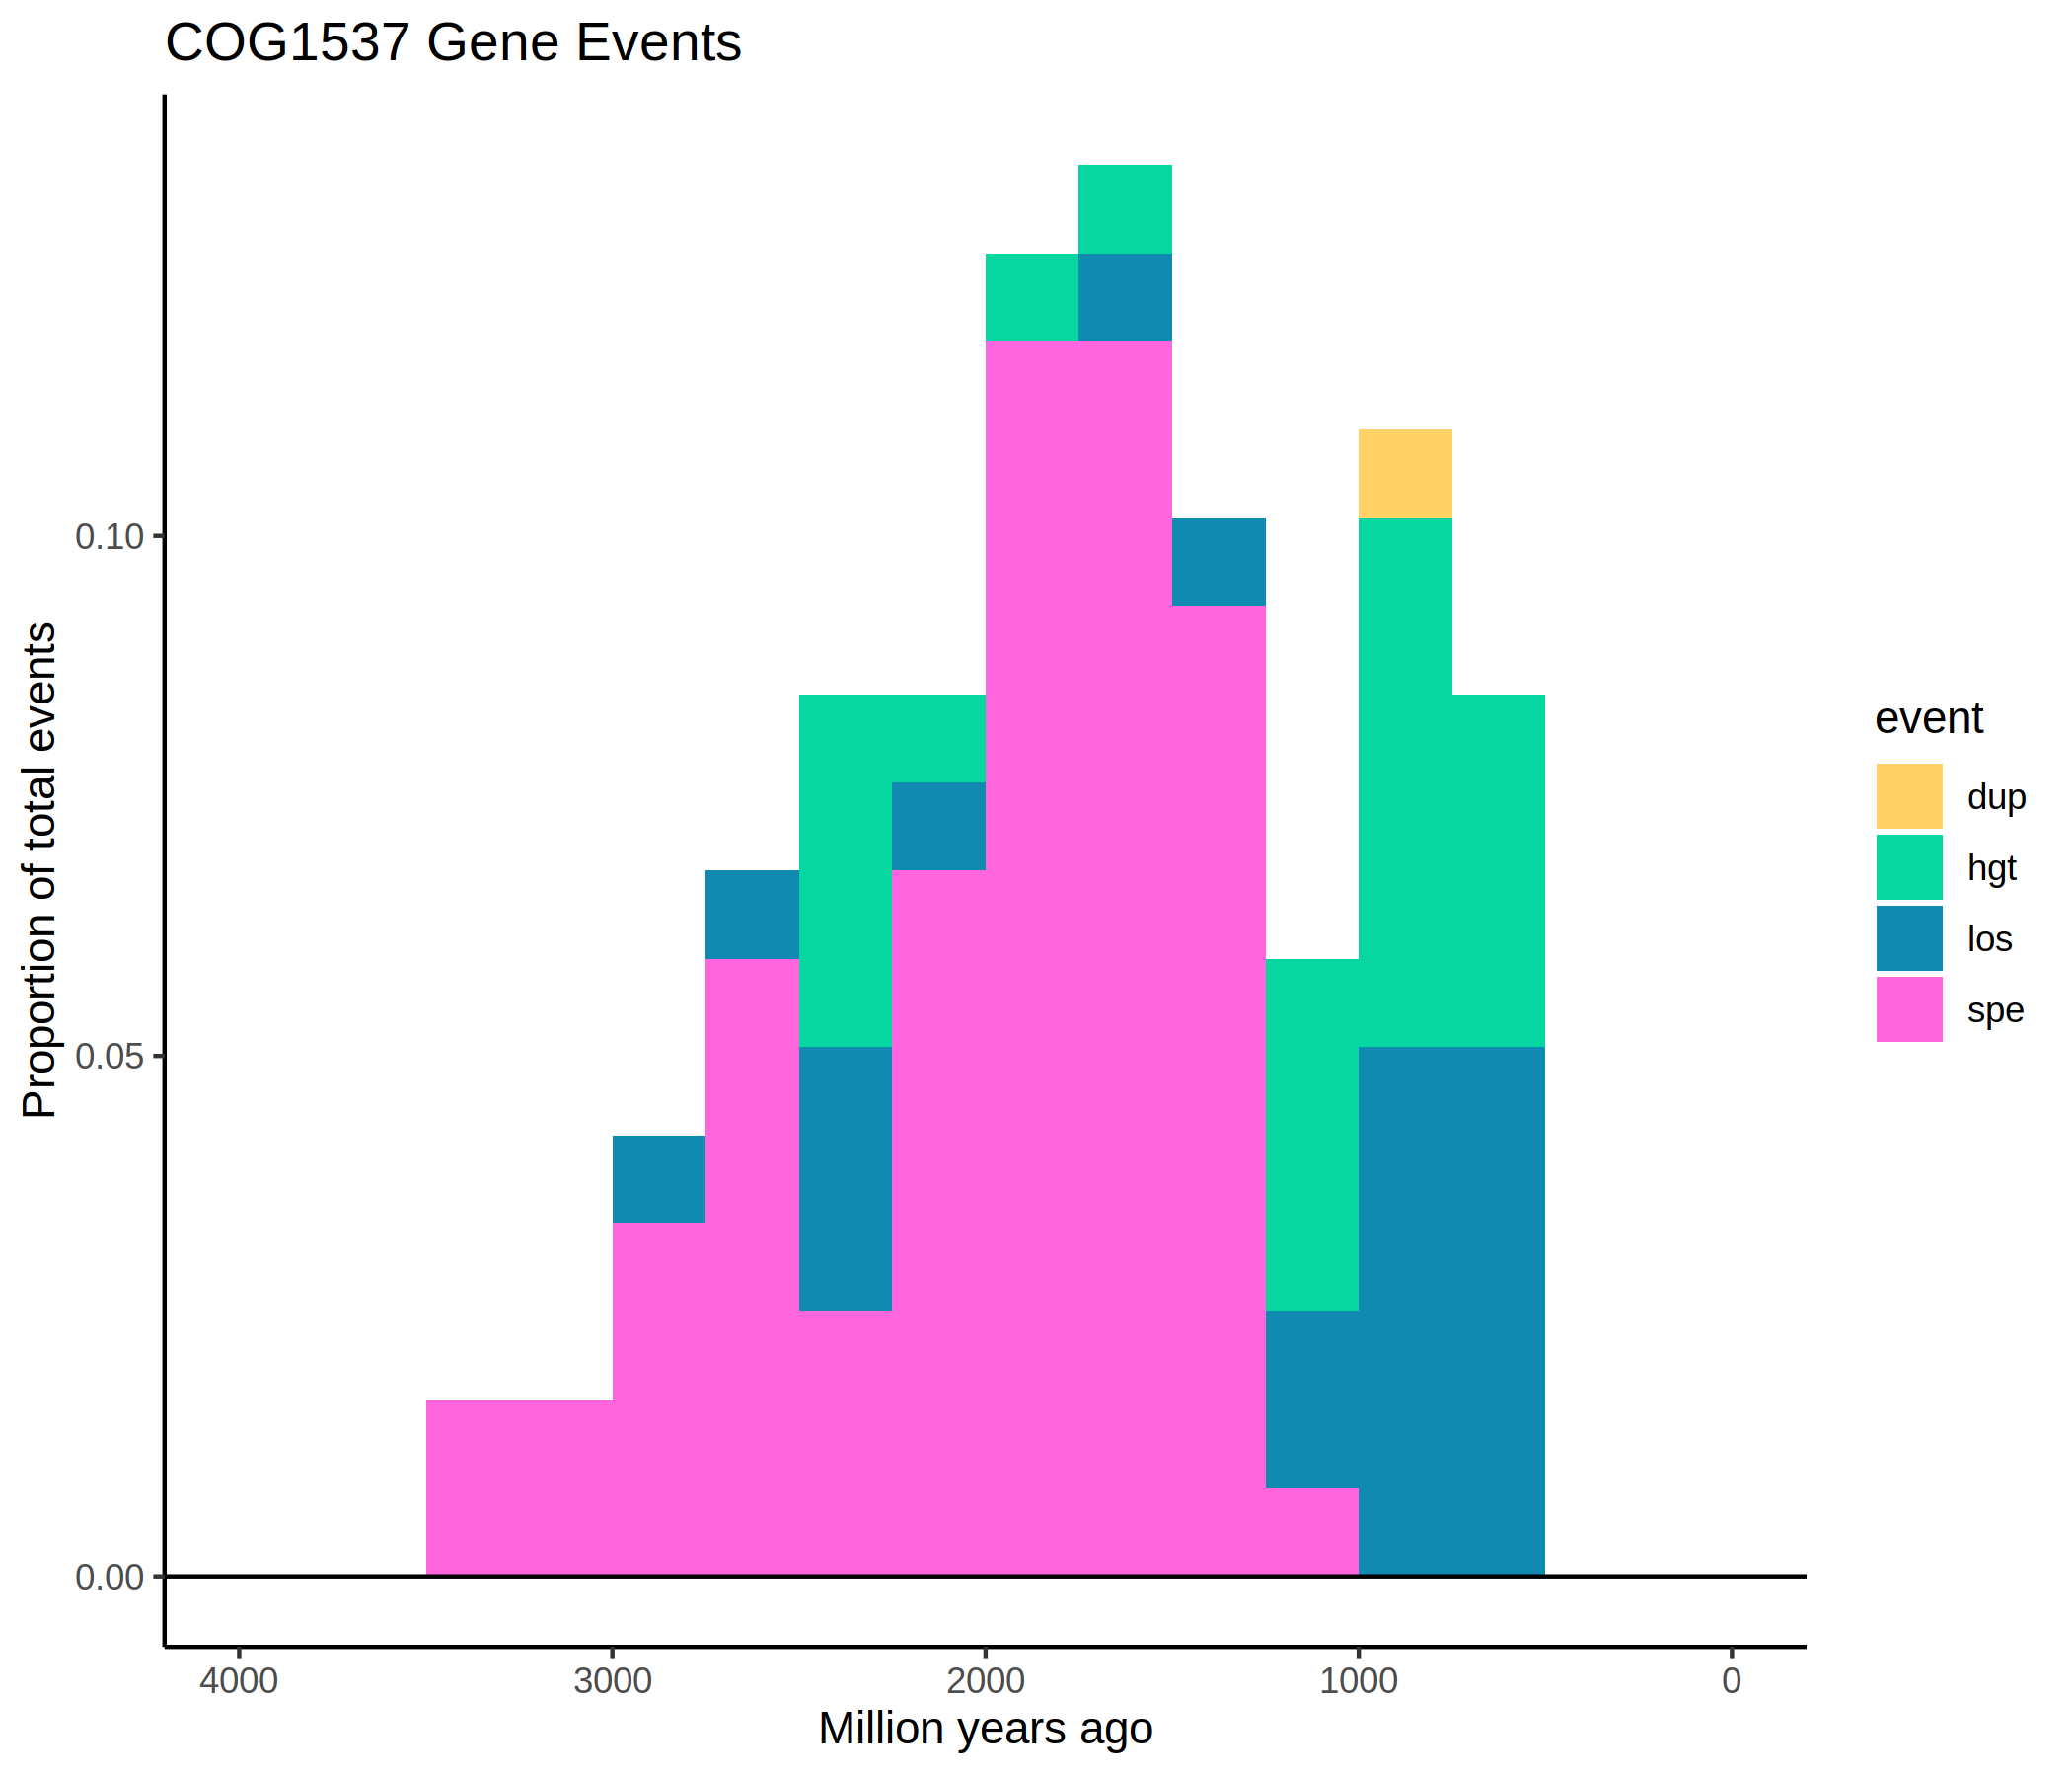 COG1537 Gene Events
Proportion of total events
0.10
0.05
0.00
4000 3000 2000 1000 0
Million years ago
event
dup
hgt
los
spe